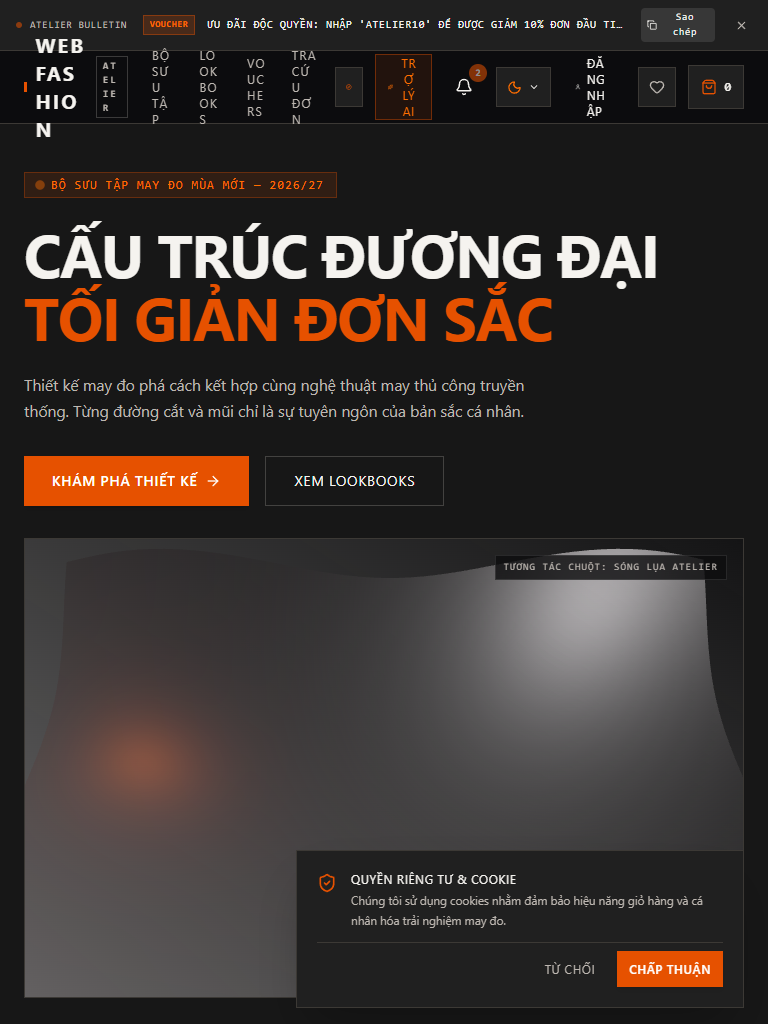 ATELIER BULLETIN
VOUCHER
ƯU ĐÃI ĐỘC QUYỀN: NHẬP 'ATELIER10' ĐỂ ĐƯỢC GIẢM 10% ĐƠN ĐẦU TI…
Sao
chép
WEB
FAS
HIO
N
AT
EL
IE
R
BỘ
SƯ
U
TẬ
P
LO
OK
BO
OK
S
VO
UC
HE
RS
TRA
CỨ
U
ĐƠ
N
TR
Ợ
LÝ
AI
2
ĐĂ
NG
NH
ẬP
0
BỘ SƯU TẬP MAY ĐO MÙA MỚI — 2026/27
CẤU TRÚC ĐƯƠNG ĐẠI
TỐI GIẢN ĐƠN SẮC
Thiết kế may đo phá cách kết hợp cùng nghệ thuật may thủ công truyền
thống. Từng đường cắt và mũi chỉ là sự tuyên ngôn của bản sắc cá nhân.
KHÁM PHÁ THIẾT KẾ →
XEM LOOKBOOKS
TƯƠNG TÁC CHUỘT: SÓNG LỤA ATELIER
QUYỀN RIÊNG TƯ & COOKIE
Chúng tôi sử dụng cookies nhằm đảm bảo hiệu năng giỏ hàng và cá
nhân hóa trải nghiệm may đo.
TỪ CHỐI
CHẤP THUẬN